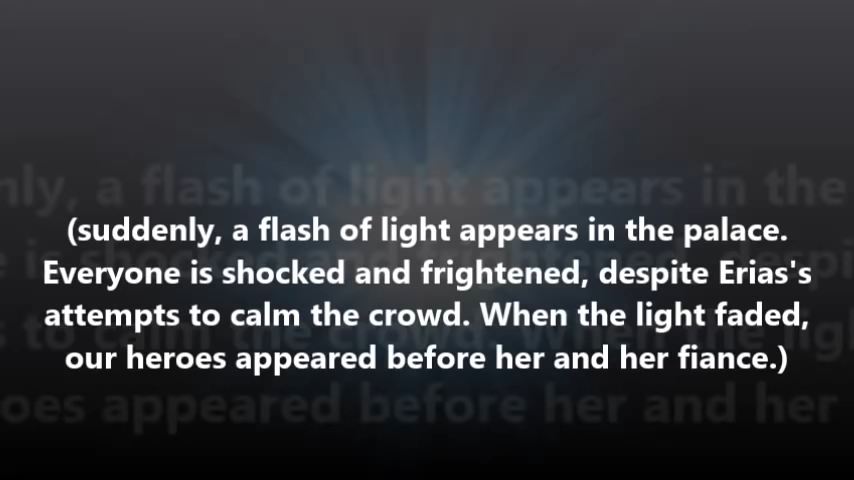 (suddenly, a flash of light appears in the palace.
Everyone is shocked and frightened, despite Erias's
attempts to calm the crowd. When the light faded,
our heroes appeared before her and her fiance.)